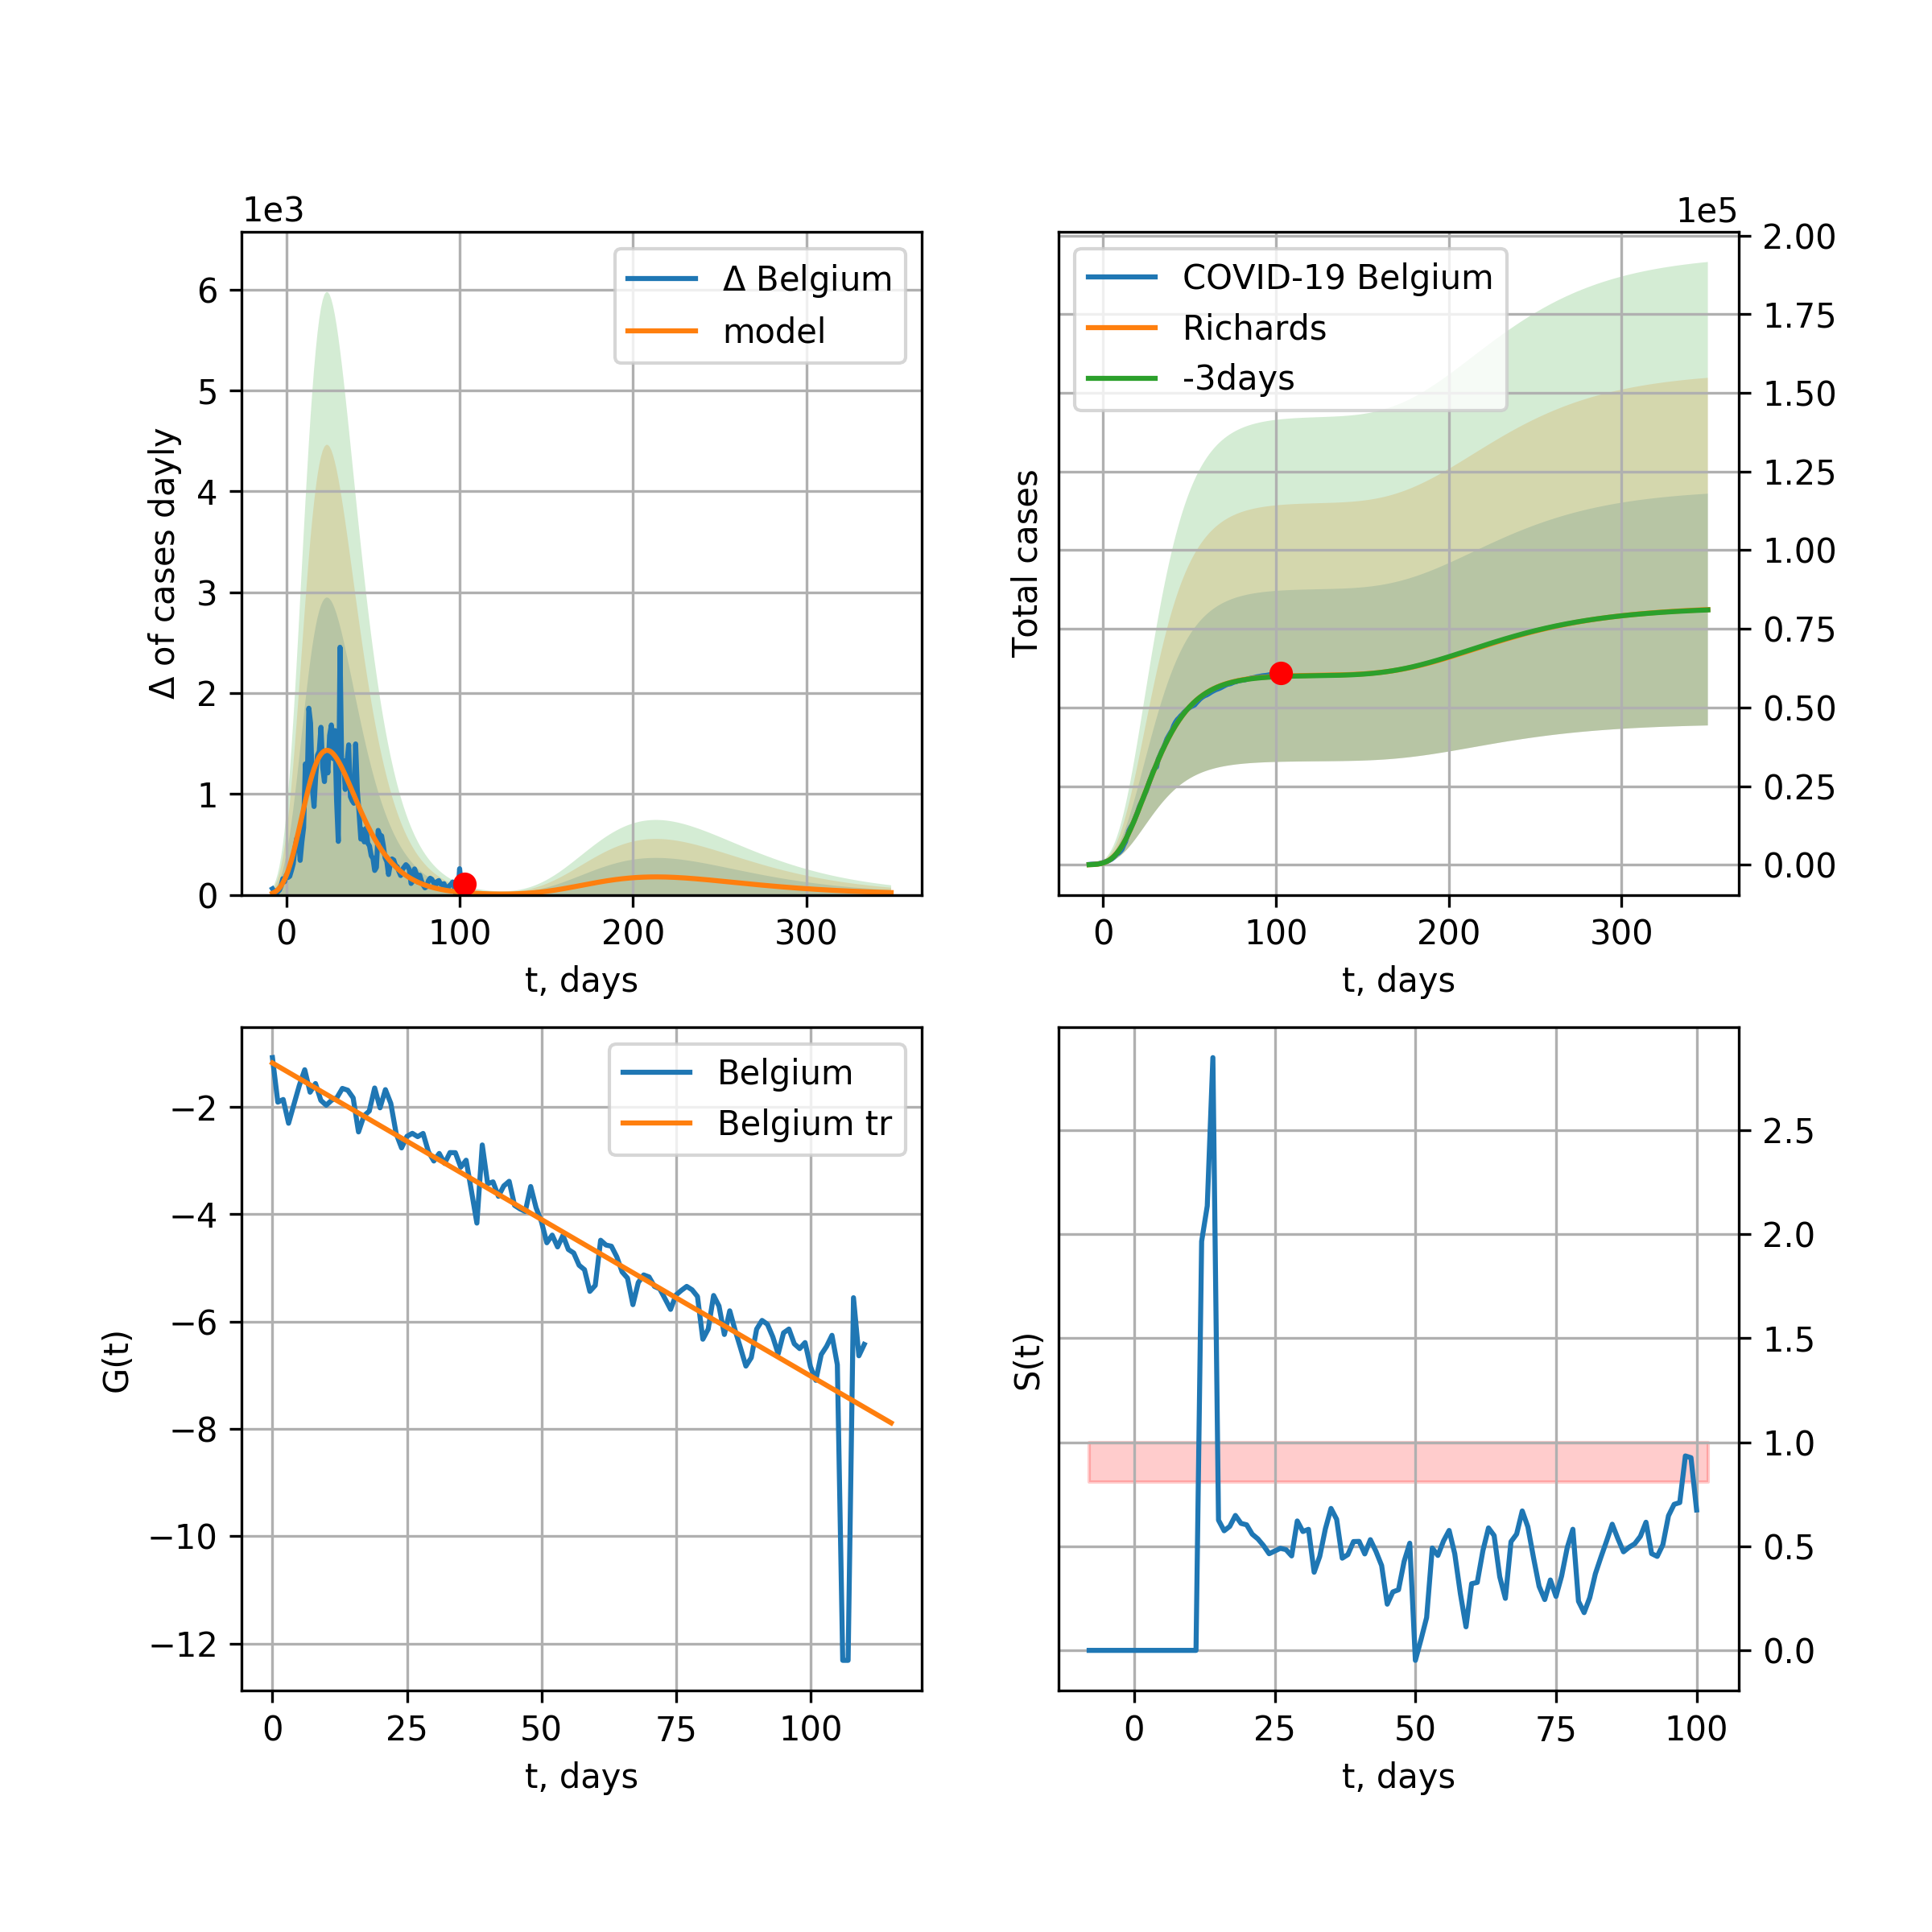 1e3
Δ of cases dayly
6
5
4
3
2
1
0
Δ Belgium
model
0 100 200 300
t, days
1e5
Total cases
COVID-19 Belgium
Richards
-3days
2.00
1.75
1.50
1.25
1.00
0.75
0.50
0.25
0.00
0 100 200 300
t, days
G(t)
−2
−4
−6
−8
−10
−12
Belgium
Belgium tr
0 25 50 75 100
t, days
S(t)
2.5
2.0
1.5
1.0
0.5
0.0
0 25 50 75 100
t, days